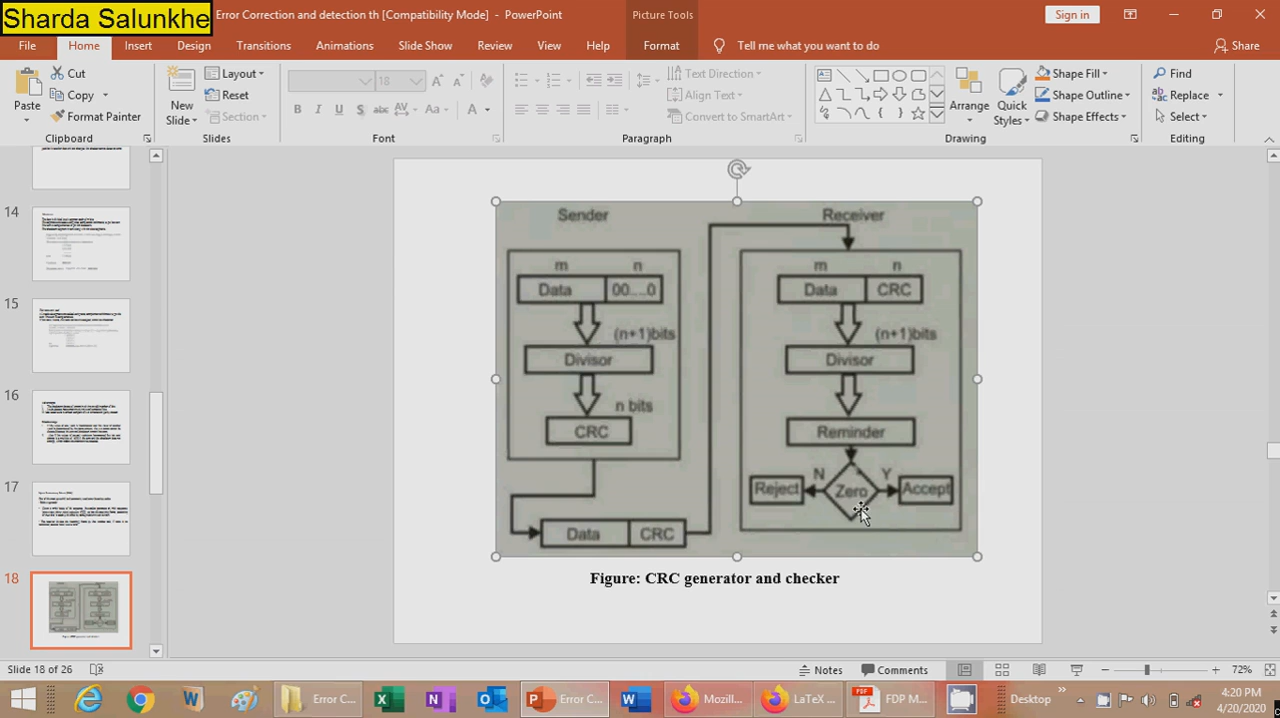 Sharda Salunkhe
Error Correction and detection th [Compatibility Mode] - PowerPoint
Picture Tools
Sign in
File Home Insert Design Transitions Animations Slide Show Review View Help Format Tell me what you want to do Share
Paste
Cut
Copy
Format Painter
Clipboard
New
Slide
Layout
Reset
Section
Slides
18
B I U S abc AV Aa A
Font
Text Direction
Align Text
Convert to SmartArt
Paragraph
Arrange
Quick
Styles
Shape Fill
Shape Outline
Shape Effects
Drawing
Find
Replace
Select
Editing
14
15
16
17
18
Sender
m n
Data 00....0
(n+1)bits
Divisor
n bits
CRC
Data CRC
Receiver
m n
Data CRC
(n+1)bits
Divisor
Reminder
N Y
Reject Zero Accept
Figure: CRC generator and checker
Slide 18 of 26
Notes
Comments
72%
Error C...
Error C...
Mozill...
LaTeX ...
FDP M...
Desktop
4:20 PM
4/20/2020